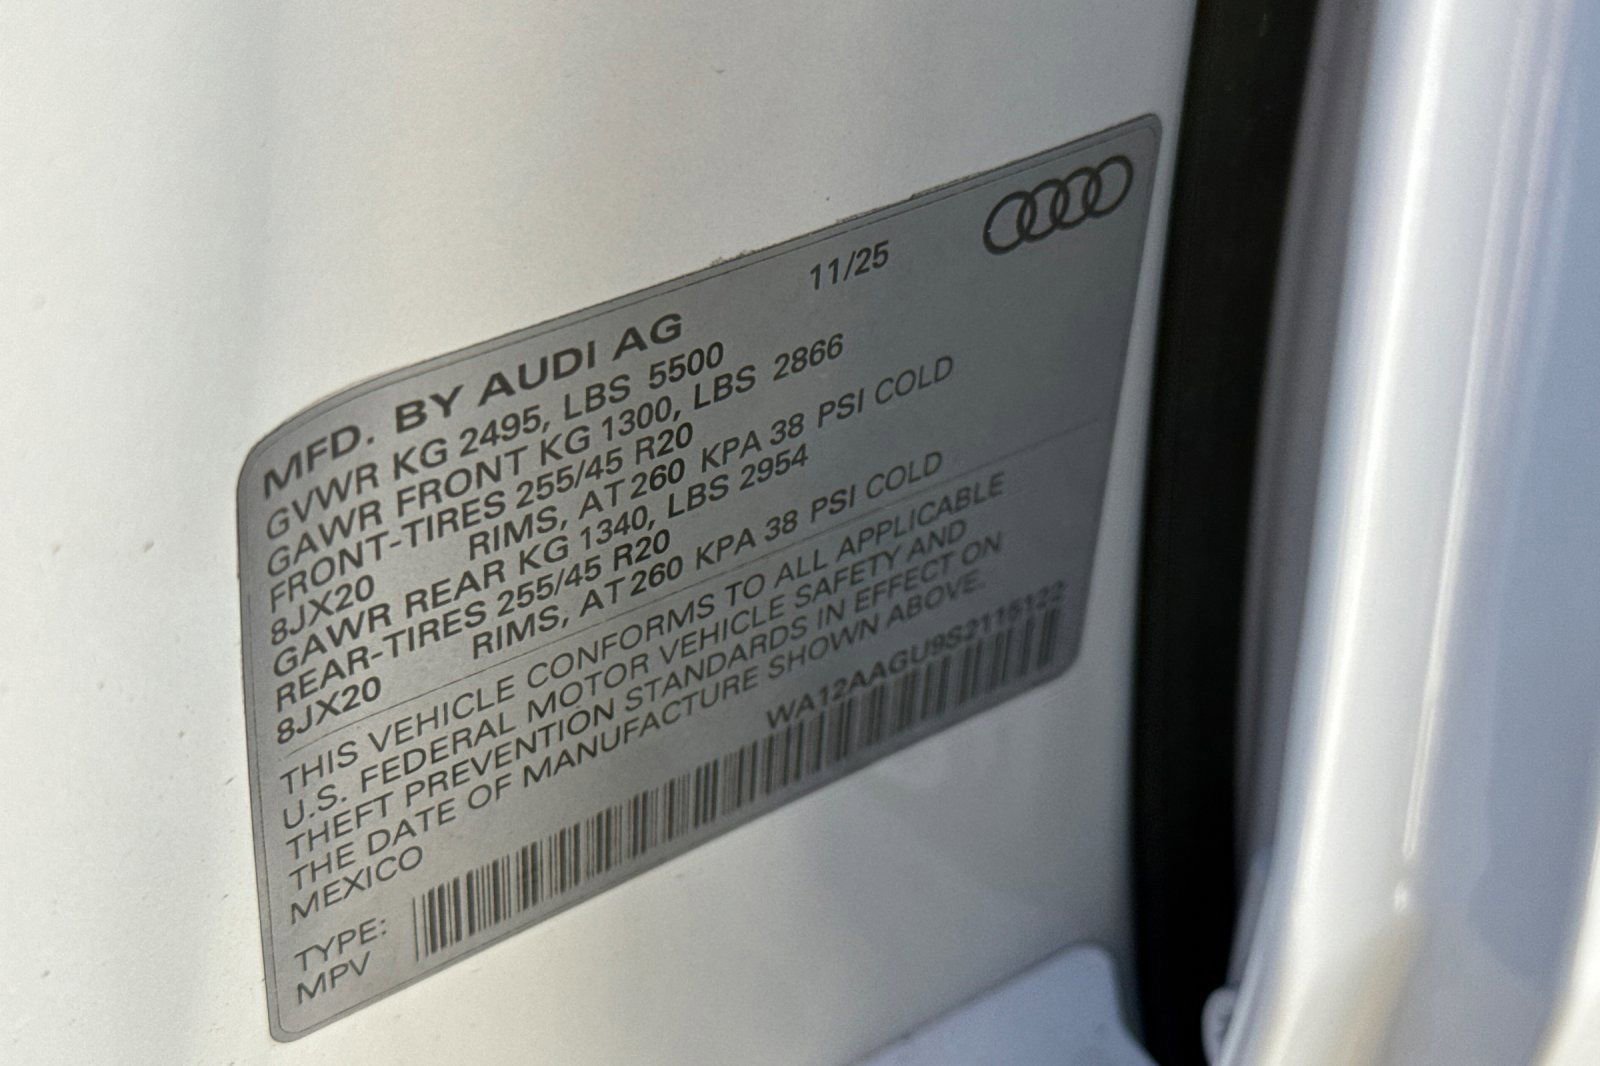 11/25
MFD. BY AUDI AG
GVWR KG 2495, LBS 5500
GAWR FRONT KG 1300, LBS 2866
FRONT-TIRES 255/45 R20
8JX20 RIMS, AT 260 KPA 38 PSI COLD
GAWR REAR KG 1340, LBS 2954
REAR-TIRES 255/45 R20
8JX20 RIMS, AT 260 KPA 38 PSI COLD
THIS VEHICLE CONFORMS TO ALL APPLICABLE
U.S. FEDERAL MOTOR VEHICLE SAFETY AND
THEFT PREVENTION STANDARDS IN EFFECT ON
THE DATE OF MANUFACTURE SHOWN ABOVE.
MEXICO
WA12AAGU9S2115122
TYPE:
MPV